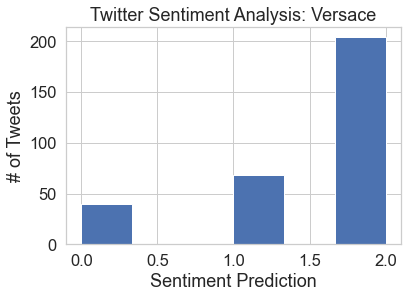 Twitter Sentiment Analysis: Versace
# of Tweets
200
150
100
50
0
0.0 0.5 1.0 1.5 2.0
Sentiment Prediction